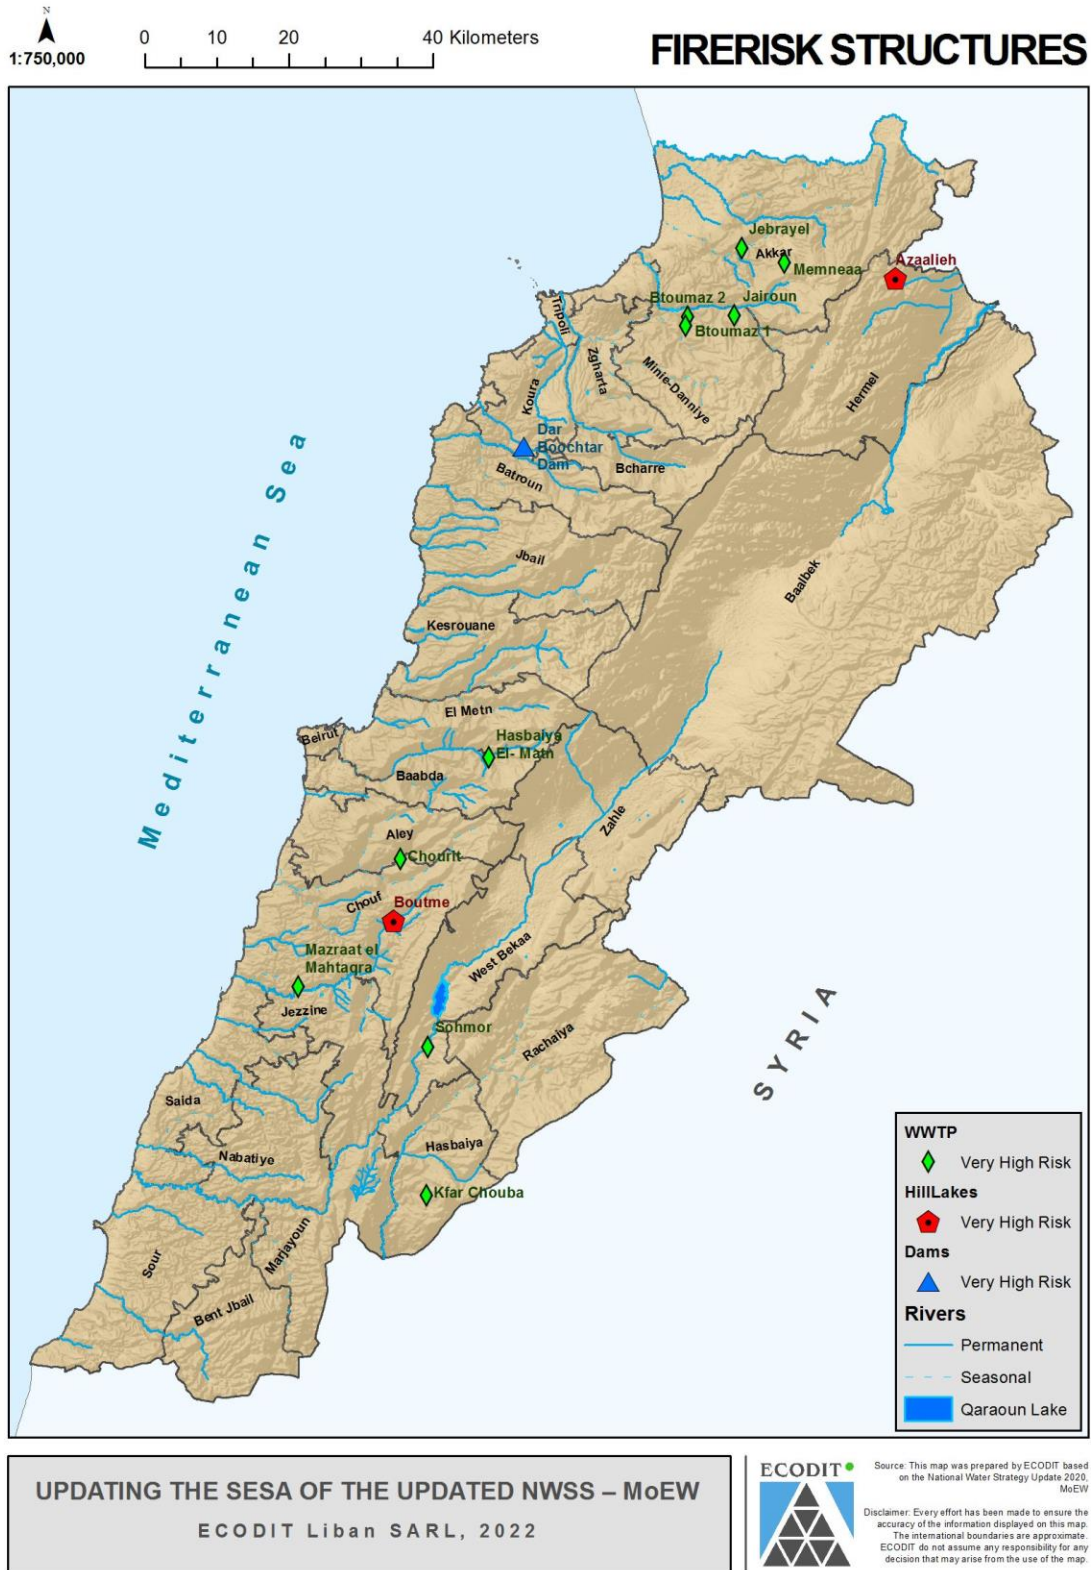 N
1:750,000
0 10 20 40 Kilometers
FIRERISK STRUCTURES
Jebrayel
Akkar
Memneaa
Azaalieh
Btoumaz 2
Jairoun
Btoumaz 1
Tripoli
Zgharta
Minie-Danniye
Koura
Hermel
Dar
Boochtar
Dam
Bcharre
Batroun
Jbail
Baalbek
Kesrouane
Mediterranean Sea
El Metn
Beirut
Hasbaiya
El- Matn
Baabda
Zahle
Aley
Chourit
Chouf
Boutme
Mazraat el
Mahtaqra
West Bekaa
Jezzine
Sohmor
Rachaiya
SYRIA
Saida
Nabatiye
Hasbaiya
Kfar Chouba
Marjayoun
Sour
Bent Jbail
WWTP
Very High Risk
HillLakes
Very High Risk
Dams
Very High Risk
Rivers
Permanent
Seasonal
Qaraoun Lake
UPDATING THE SESA OF THE UPDATED NWSS – MoEW
ECODIT Liban SARL, 2022
ECODIT
Source: This map was prepared by ECODIT based
on the National Water Strategy Update 2020,
MoEW
Disclaimer: Every effort has been made to ensure the
accuracy of the information displayed on this map.
The international boundaries are approximate.
ECODIT do not assume any responsibility for any
decision that may arise from the use of the map.